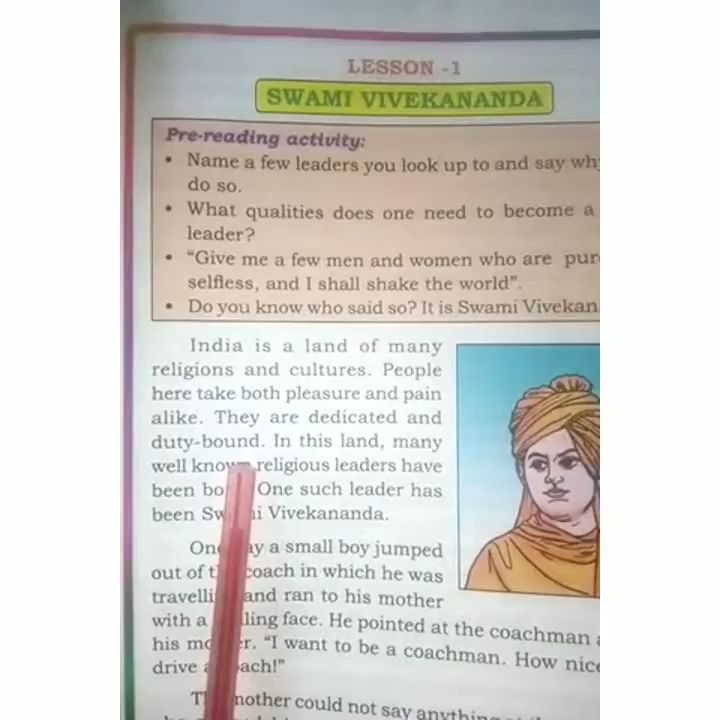 LESSON -1
SWAMI VIVEKANANDA
Pre-reading activity:
• Name a few leaders you look up to and say why
do so.
• What qualities does one need to become a
leader?
• "Give me a few men and women who are pur
selfless, and I shall shake the world".
• Do you know who said so? It is Swami Vivekan
India is a land of many
religions and cultures. People
here take both pleasure and pain
alike. They are dedicated and
duty-bound. In this land, many
well known religious leaders have
been bo One such leader has
been Sw i Vivekananda.
On ay a small boy jumped
out of t coach in which he was
travelli and ran to his mother
with a ling face. He pointed at the coachman
his mo er. "I want to be a coachman. How nice
drive a ach!"
T mother could not say anything